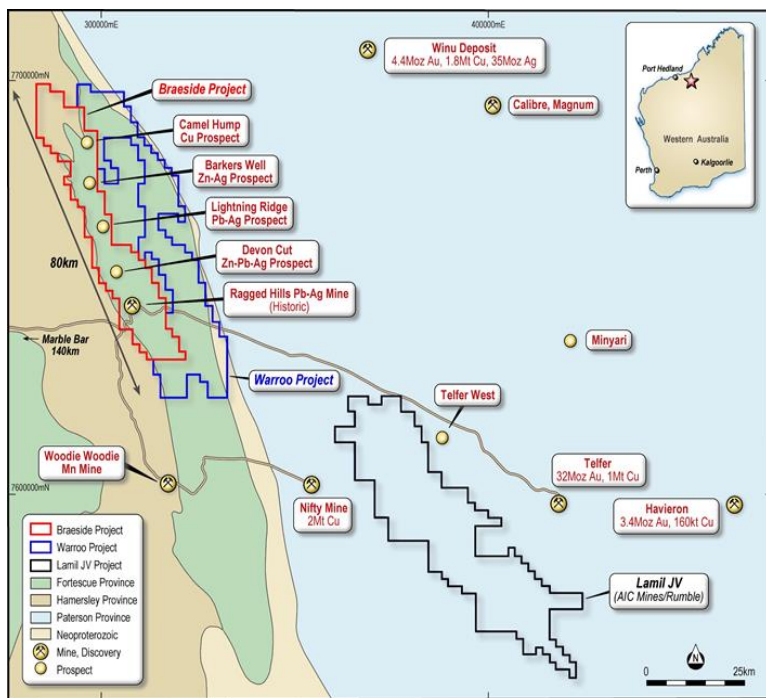 300000mE
400000mE
7700000mN
7600000mN
Winu Deposit
4.4Moz Au, 1.8Mt Cu, 35Moz Ag
Calibre, Magnum
Port Hedland
Western Australia
Perth
Kalgoorlie
Braeside Project
Camel Hump
Cu Prospect
Barkers Well
Zn-Ag Prospect
Lightning Ridge
Pb-Ag Prospect
Devon Cut
Zn-Pb-Ag Prospect
Ragged Hills Pb-Ag Mine
(Historic)
80km
Marble Bar
140km
Warroo Project
Minyari
Telfer West
Woodie Woodie
Mn Mine
Nifty Mine
2Mt Cu
Telfer
32Moz Au, 1Mt Cu
Havieron
3.4Moz Au, 160kt Cu
Lamil JV
(AIC Mines/Rumble)
Braeside Project
Warroo Project
Lamil JV Project
Fortescue Province
Hamersley Province
Paterson Province
Neoproterozoic
Mine, Discovery
Prospect
N
0
25km